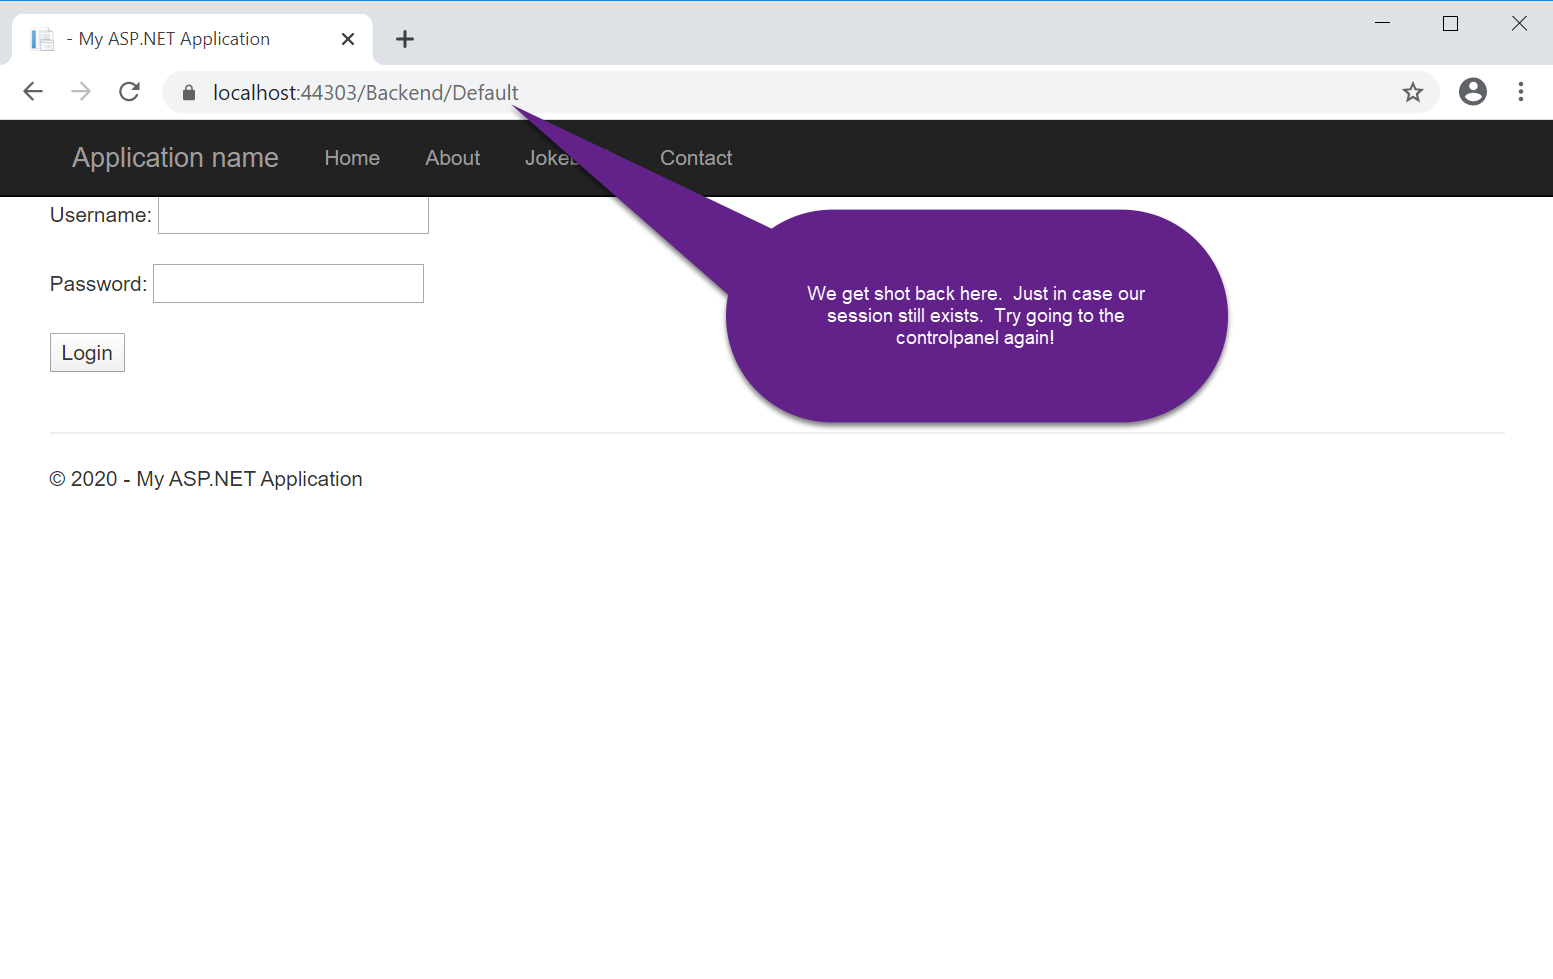 - My ASP.NET Application
localhost:44303/Backend/Default
Application name Home About Contact
Username:
Password:
We get shot back here.  Just in case our
session still exists.  Try going to the
controlpanel again!
Login
© 2020 - My ASP.NET Application